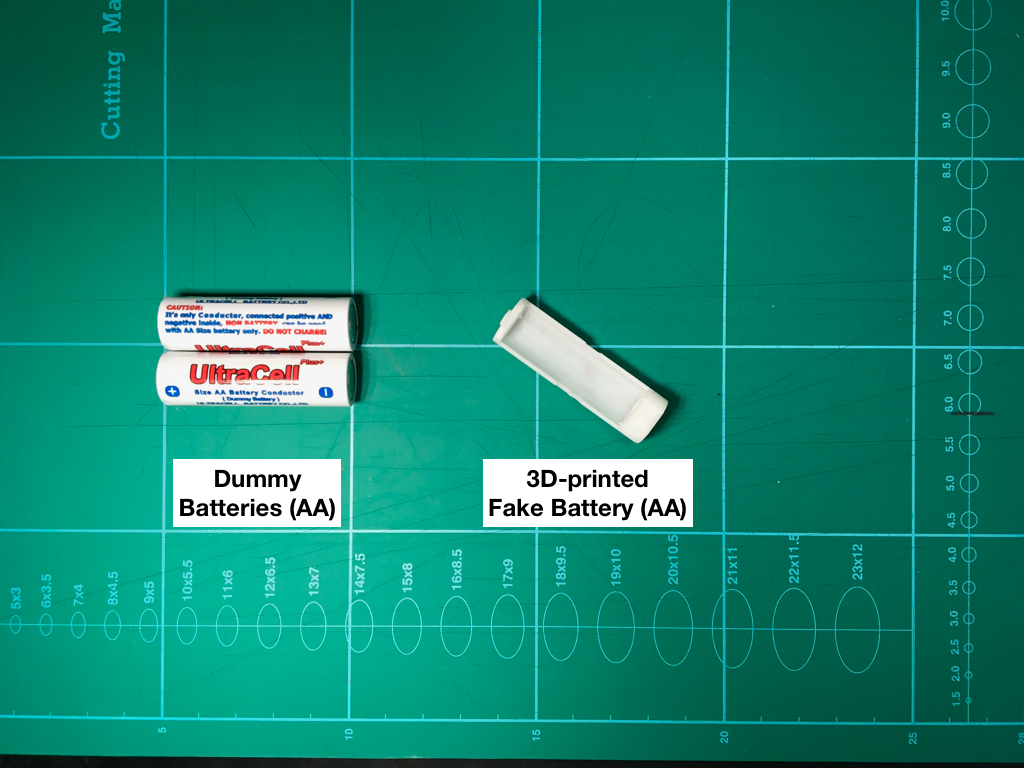 Cutting Ma
10.0
9.5
9.0
8.5
8.0
7.5
7.0
6.5
6.0
5.5
5.0
4.5
4.0
3.5
3.0
2.5
2.0
1.5
CAUTION:
It's only Conductor, connected positive AND
negative inside, NON BATTERY can be used
with AA Size battery only. DO NOT CHARGE!
UltraCell Plus+
UltraCell Plus+
+ Size AA Battery Conductor −
( Dummy Battery )
ULTRACELL BATTERY CO.,LTD
Dummy
Batteries (AA)
3D-printed
Fake Battery (AA)
5x3 6x3.5 7x4 8x4.5 9x5 10x5.5 11x6 12x6.5 13x7 14x7.5 15x8 16x8.5 17x9 18x9.5 19x10 20x10.5 21x11 22x11.5 23x12
5 10 15 20 25